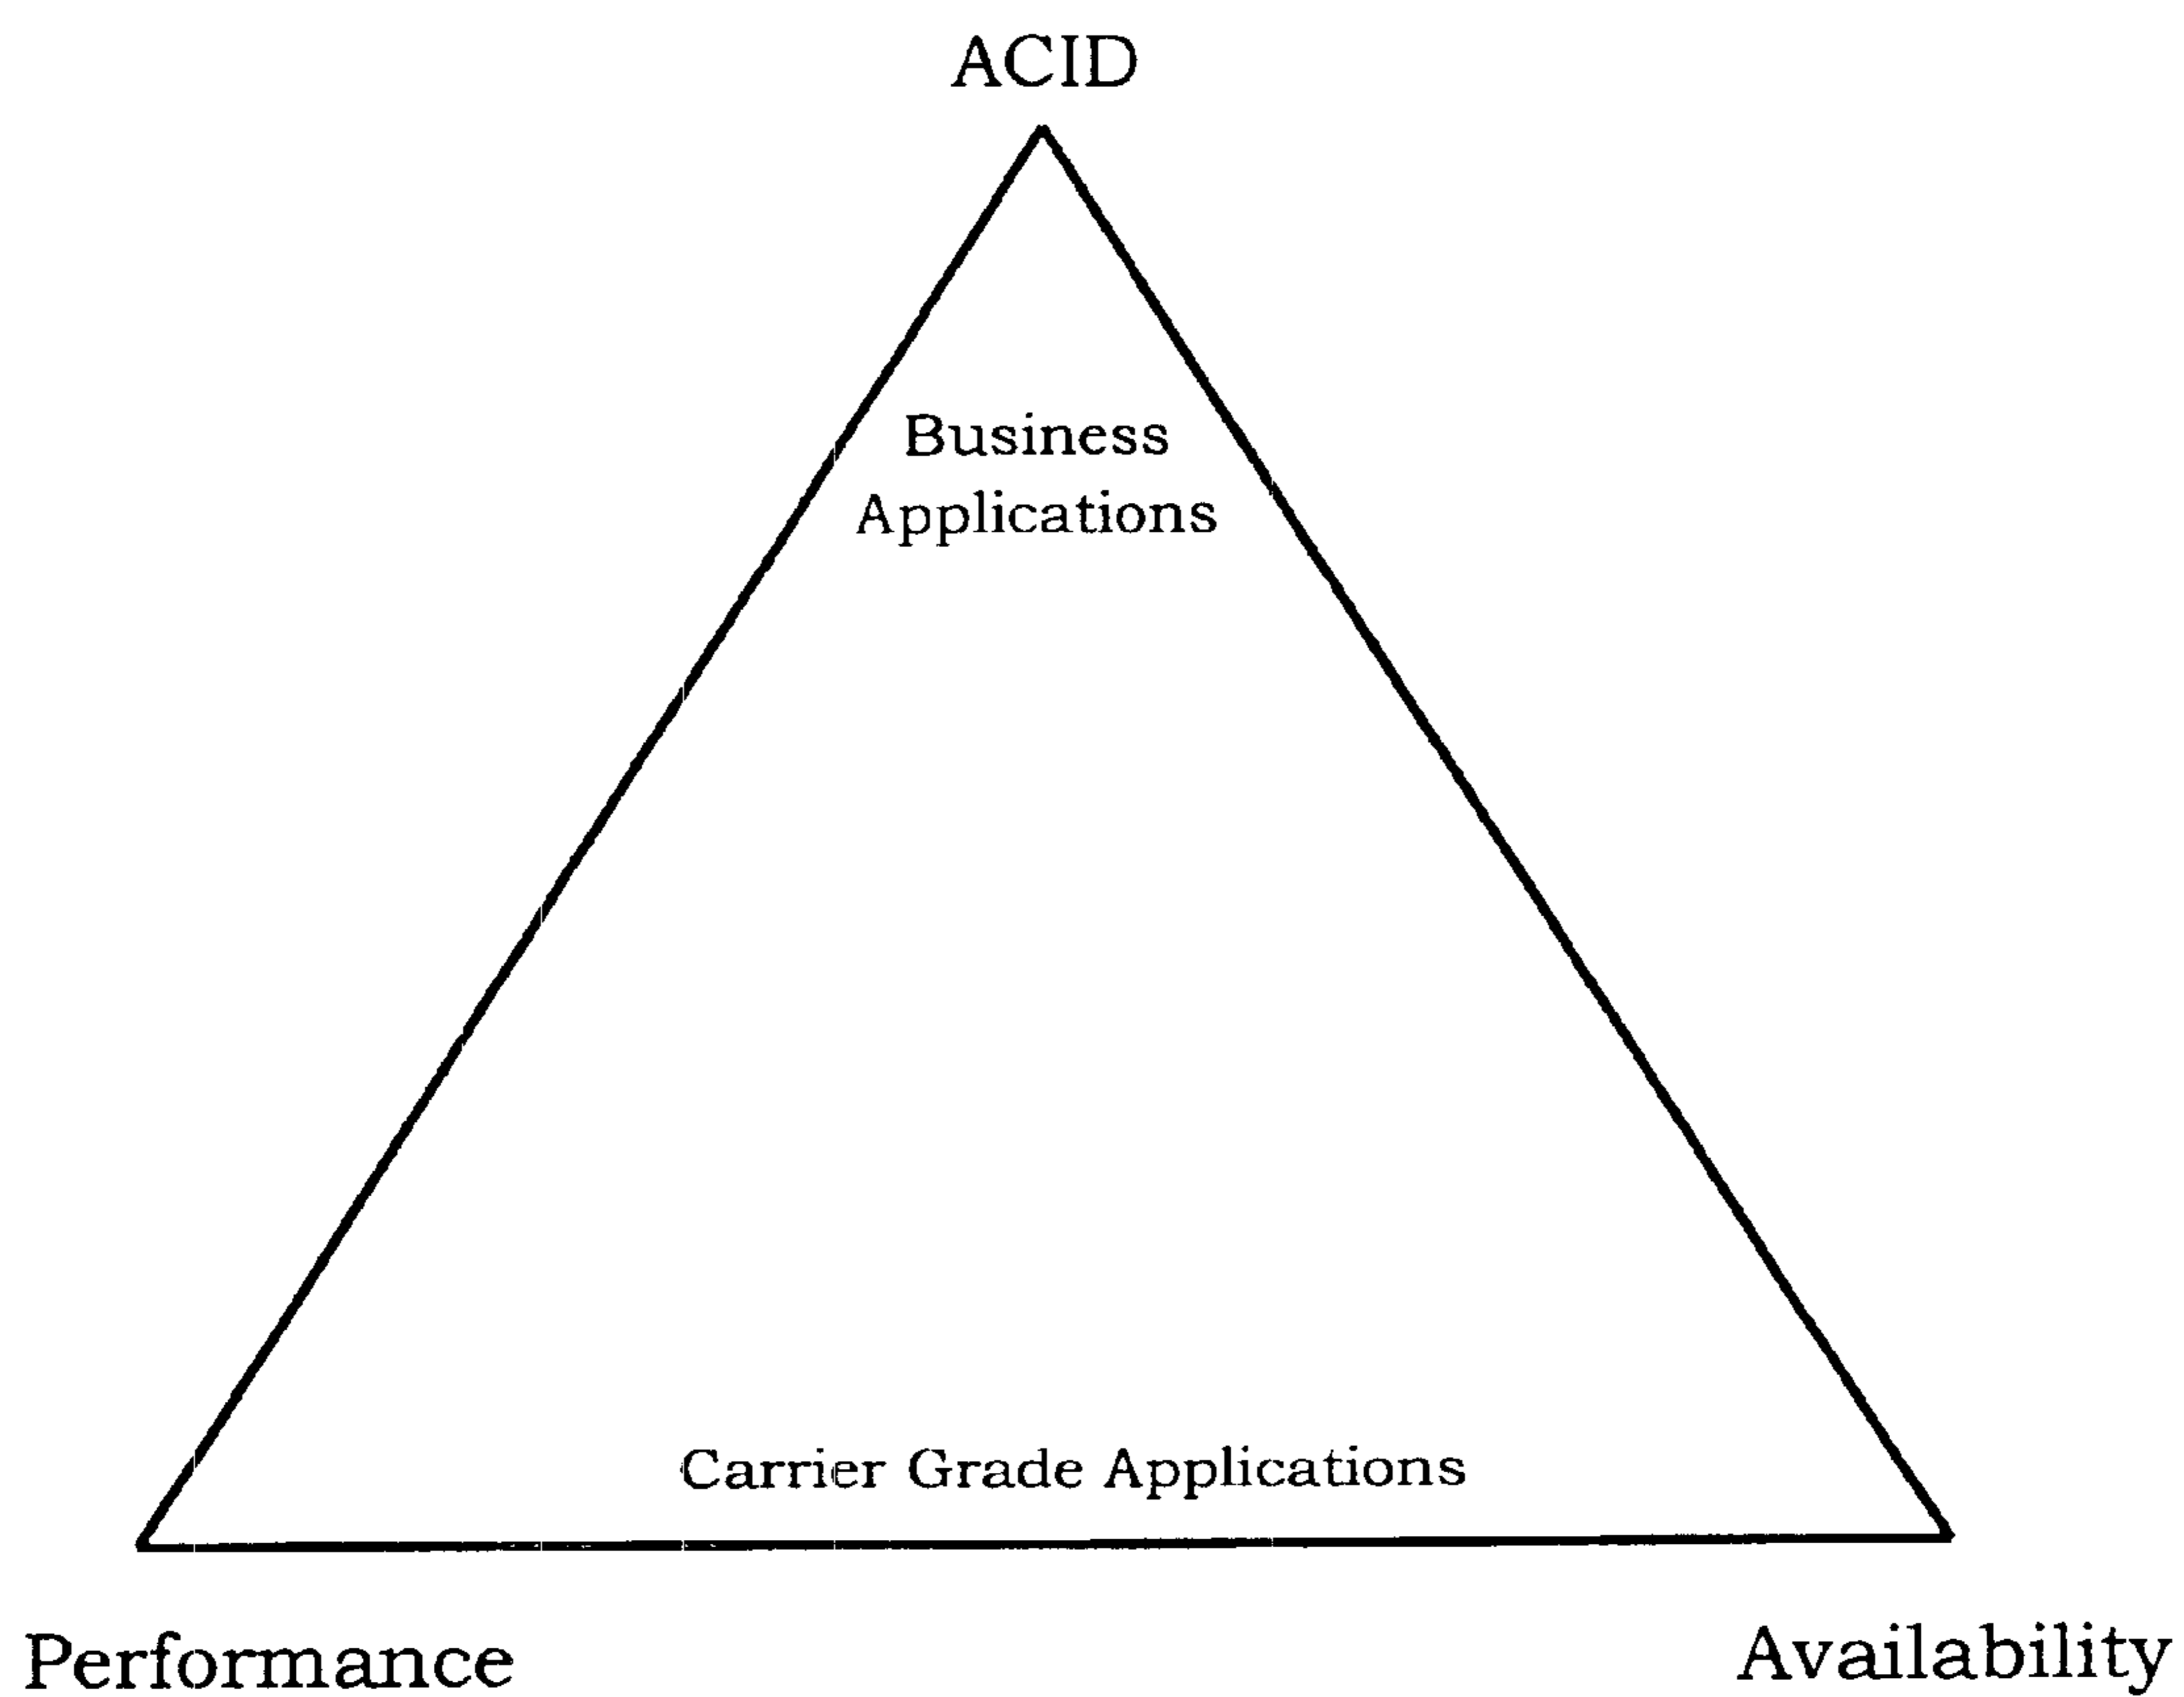 ACID
Business
Applications
Carrier Grade Applications
Performance
Availability